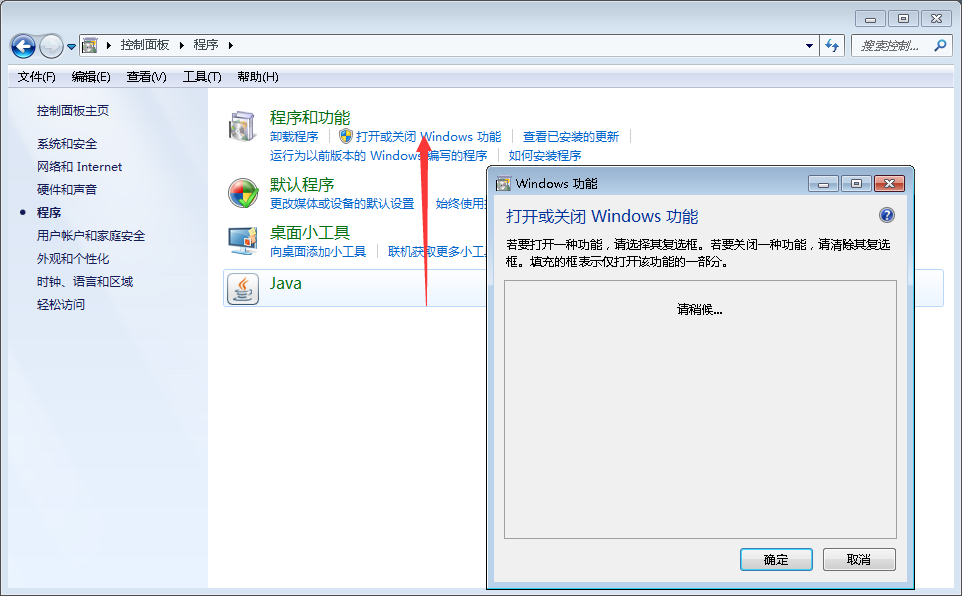 控制面板 程序
搜索控制...
文件(F) 编辑(E) 查看(V) 工具(T) 帮助(H)
控制面板主页
系统和安全
网络和 Internet
硬件和声音
程序
用户帐户和家庭安全
外观和个性化
时钟、语言和区域
轻松访问
程序和功能
卸载程序 打开或关闭 Windows 功能 查看已安装的更新
运行为以前版本的 Windows 编写的程序 如何安装程序
默认程序
更改媒体或设备的默认设置 始终使用
桌面小工具
向桌面添加小工具 联机获取更多小工
Java
Windows 功能
打开或关闭 Windows 功能
若要打开一种功能，请选择其复选框。若要关闭一种功能，请清除其复选
框。填充的框表示仅打开该功能的一部分。
请稍候...
确定 取消